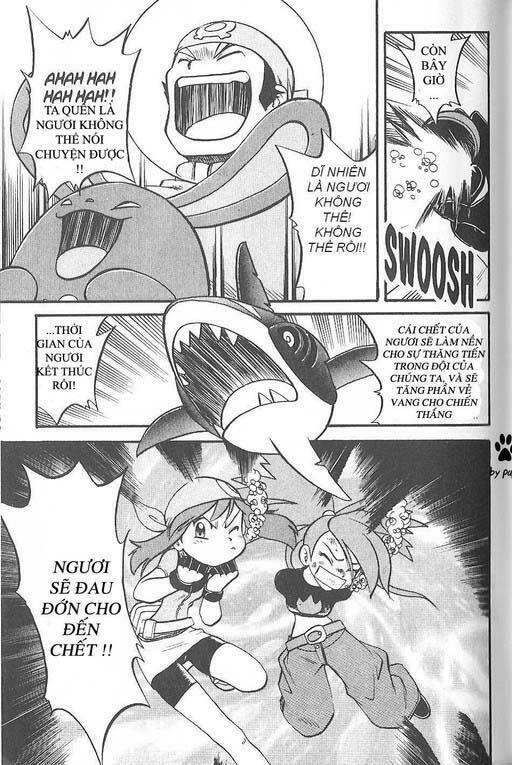 CÒN
BÂY
GIỜ
...
SWOOSH
AHAH HAH
HAH HAH!!
TA QUÊN LÀ
NGƯƠI KHÔNG
THỂ NÓI
CHUYỆN ĐƯỢC
!!
DĨ NHIÊN
LÀ NGƯƠI
KHÔNG
THỂ!
KHÔNG
THỂ RỒI!!
CÁI CHẾT CỦA
NGƯƠI SẼ LÀM NỀN
CHO SỰ THĂNG TIẾN
TRONG ĐỘI CỦA
CHÚNG TA, VÀ SẼ
TĂNG PHẦN VẺ
VANG CHO CHIẾN
THẮNG
..
...THỜI
GIAN CỦA
NGƯƠI
KẾT THÚC
RỒI!
by
NGƯƠI
SẼ ĐAU
ĐỚN CHO
ĐẾN
CHẾT !!